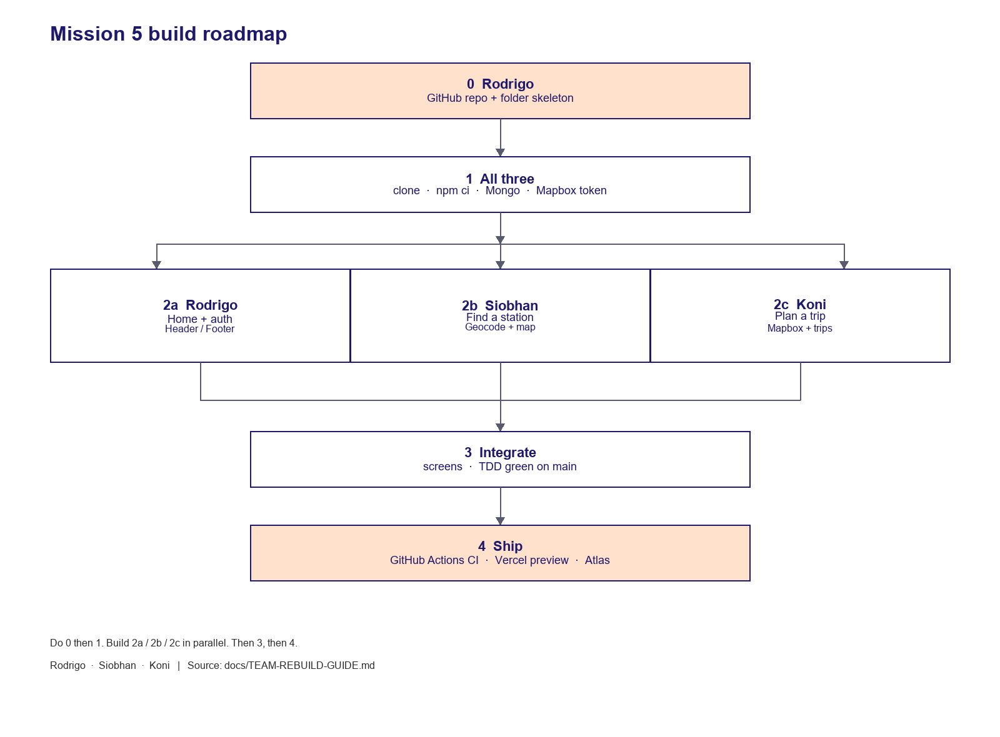 Mission 5 build roadmap
0 Rodrigo
GitHub repo + folder skeleton
1 All three
clone · npm ci · Mongo · Mapbox token
2a Rodrigo
Home + auth
Header / Footer
2b Siobhan
Find a station
Geocode + map
2c Koni
Plan a trip
Mapbox + trips
3 Integrate
screens · TDD green on main
4 Ship
GitHub Actions CI · Vercel preview · Atlas
Do 0 then 1. Build 2a / 2b / 2c in parallel. Then 3, then 4.
Rodrigo · Siobhan · Koni | Source: docs/TEAM-REBUILD-GUIDE.md